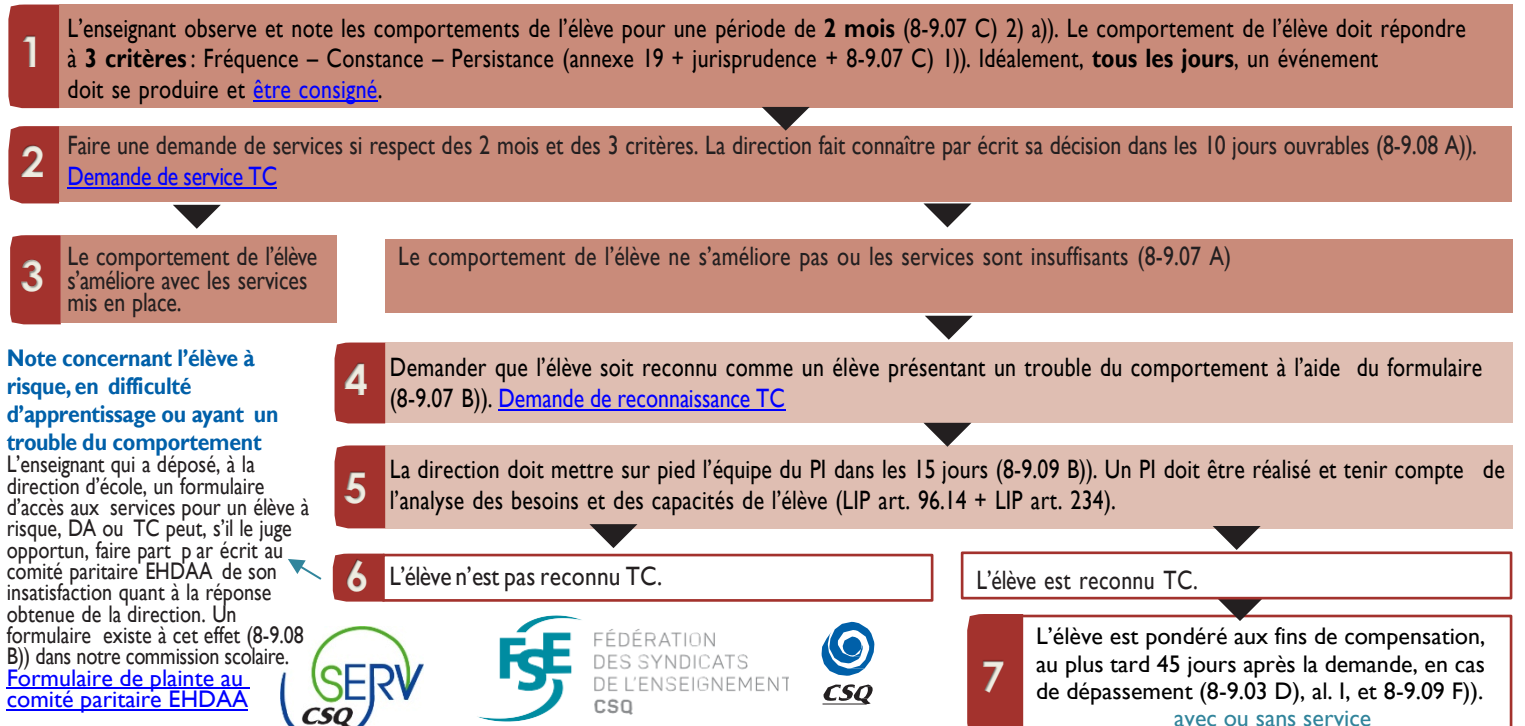 1
L'enseignant observe et note les comportements de l'élève pour une période de 2 mois (8-9.07 C) 2) a)). Le comportement de l'élève doit répondre
à 3 critères : Fréquence – Constance – Persistance (annexe 19 + jurisprudence + 8-9.07 C) 1)). Idéalement, tous les jours, un événement
doit se produire et être consigné.
2
Faire une demande de services si respect des 2 mois et des 3 critères. La direction fait connaître par écrit sa décision dans les 10 jours ouvrables (8-9.08 A)).
Demande de service TC
3
Le comportement de l'élève
s'améliore avec les services
mis en place.
Le comportement de l'élève ne s'améliore pas ou les services sont insuffisants (8-9.07 A)
4
Demander que l'élève soit reconnu comme un élève présentant un trouble du comportement à l'aide du formulaire
(8-9.07 B)). Demande de reconnaissance TC
5
La direction doit mettre sur pied l'équipe du PI dans les 15 jours (8-9.09 B)). Un PI doit être réalisé et tenir compte de
l'analyse des besoins et des capacités de l'élève (LIP art. 96.14 + LIP art. 234).
Note concernant l'élève à
risque, en difficulté
d'apprentissage ou ayant un
trouble du comportement
L'enseignant qui a déposé, à la
direction d'école, un formulaire
d'accès aux services pour un élève à
risque, DA ou TC peut, s'il le juge
opportun, faire part p ar écrit au
comité paritaire EHDAA de son
insatisfaction quant à la réponse
obtenue de la direction. Un
formulaire existe à cet effet (8-9.08
B)) dans notre commission scolaire.
Formulaire de plainte au
comité paritaire EHDAA
6
L'élève n'est pas reconnu TC.
L'élève est reconnu TC.
7
L'élève est pondéré aux fins de compensation,
au plus tard 45 jours après la demande, en cas
de dépassement (8-9.03 D), al. 1, et 8-9.09 F)).
avec ou sans service
SERV
CSQ
FSE
FÉDÉRATION
DES SYNDICATS
DE L'ENSEIGNEMENT
CSQ
CSQ